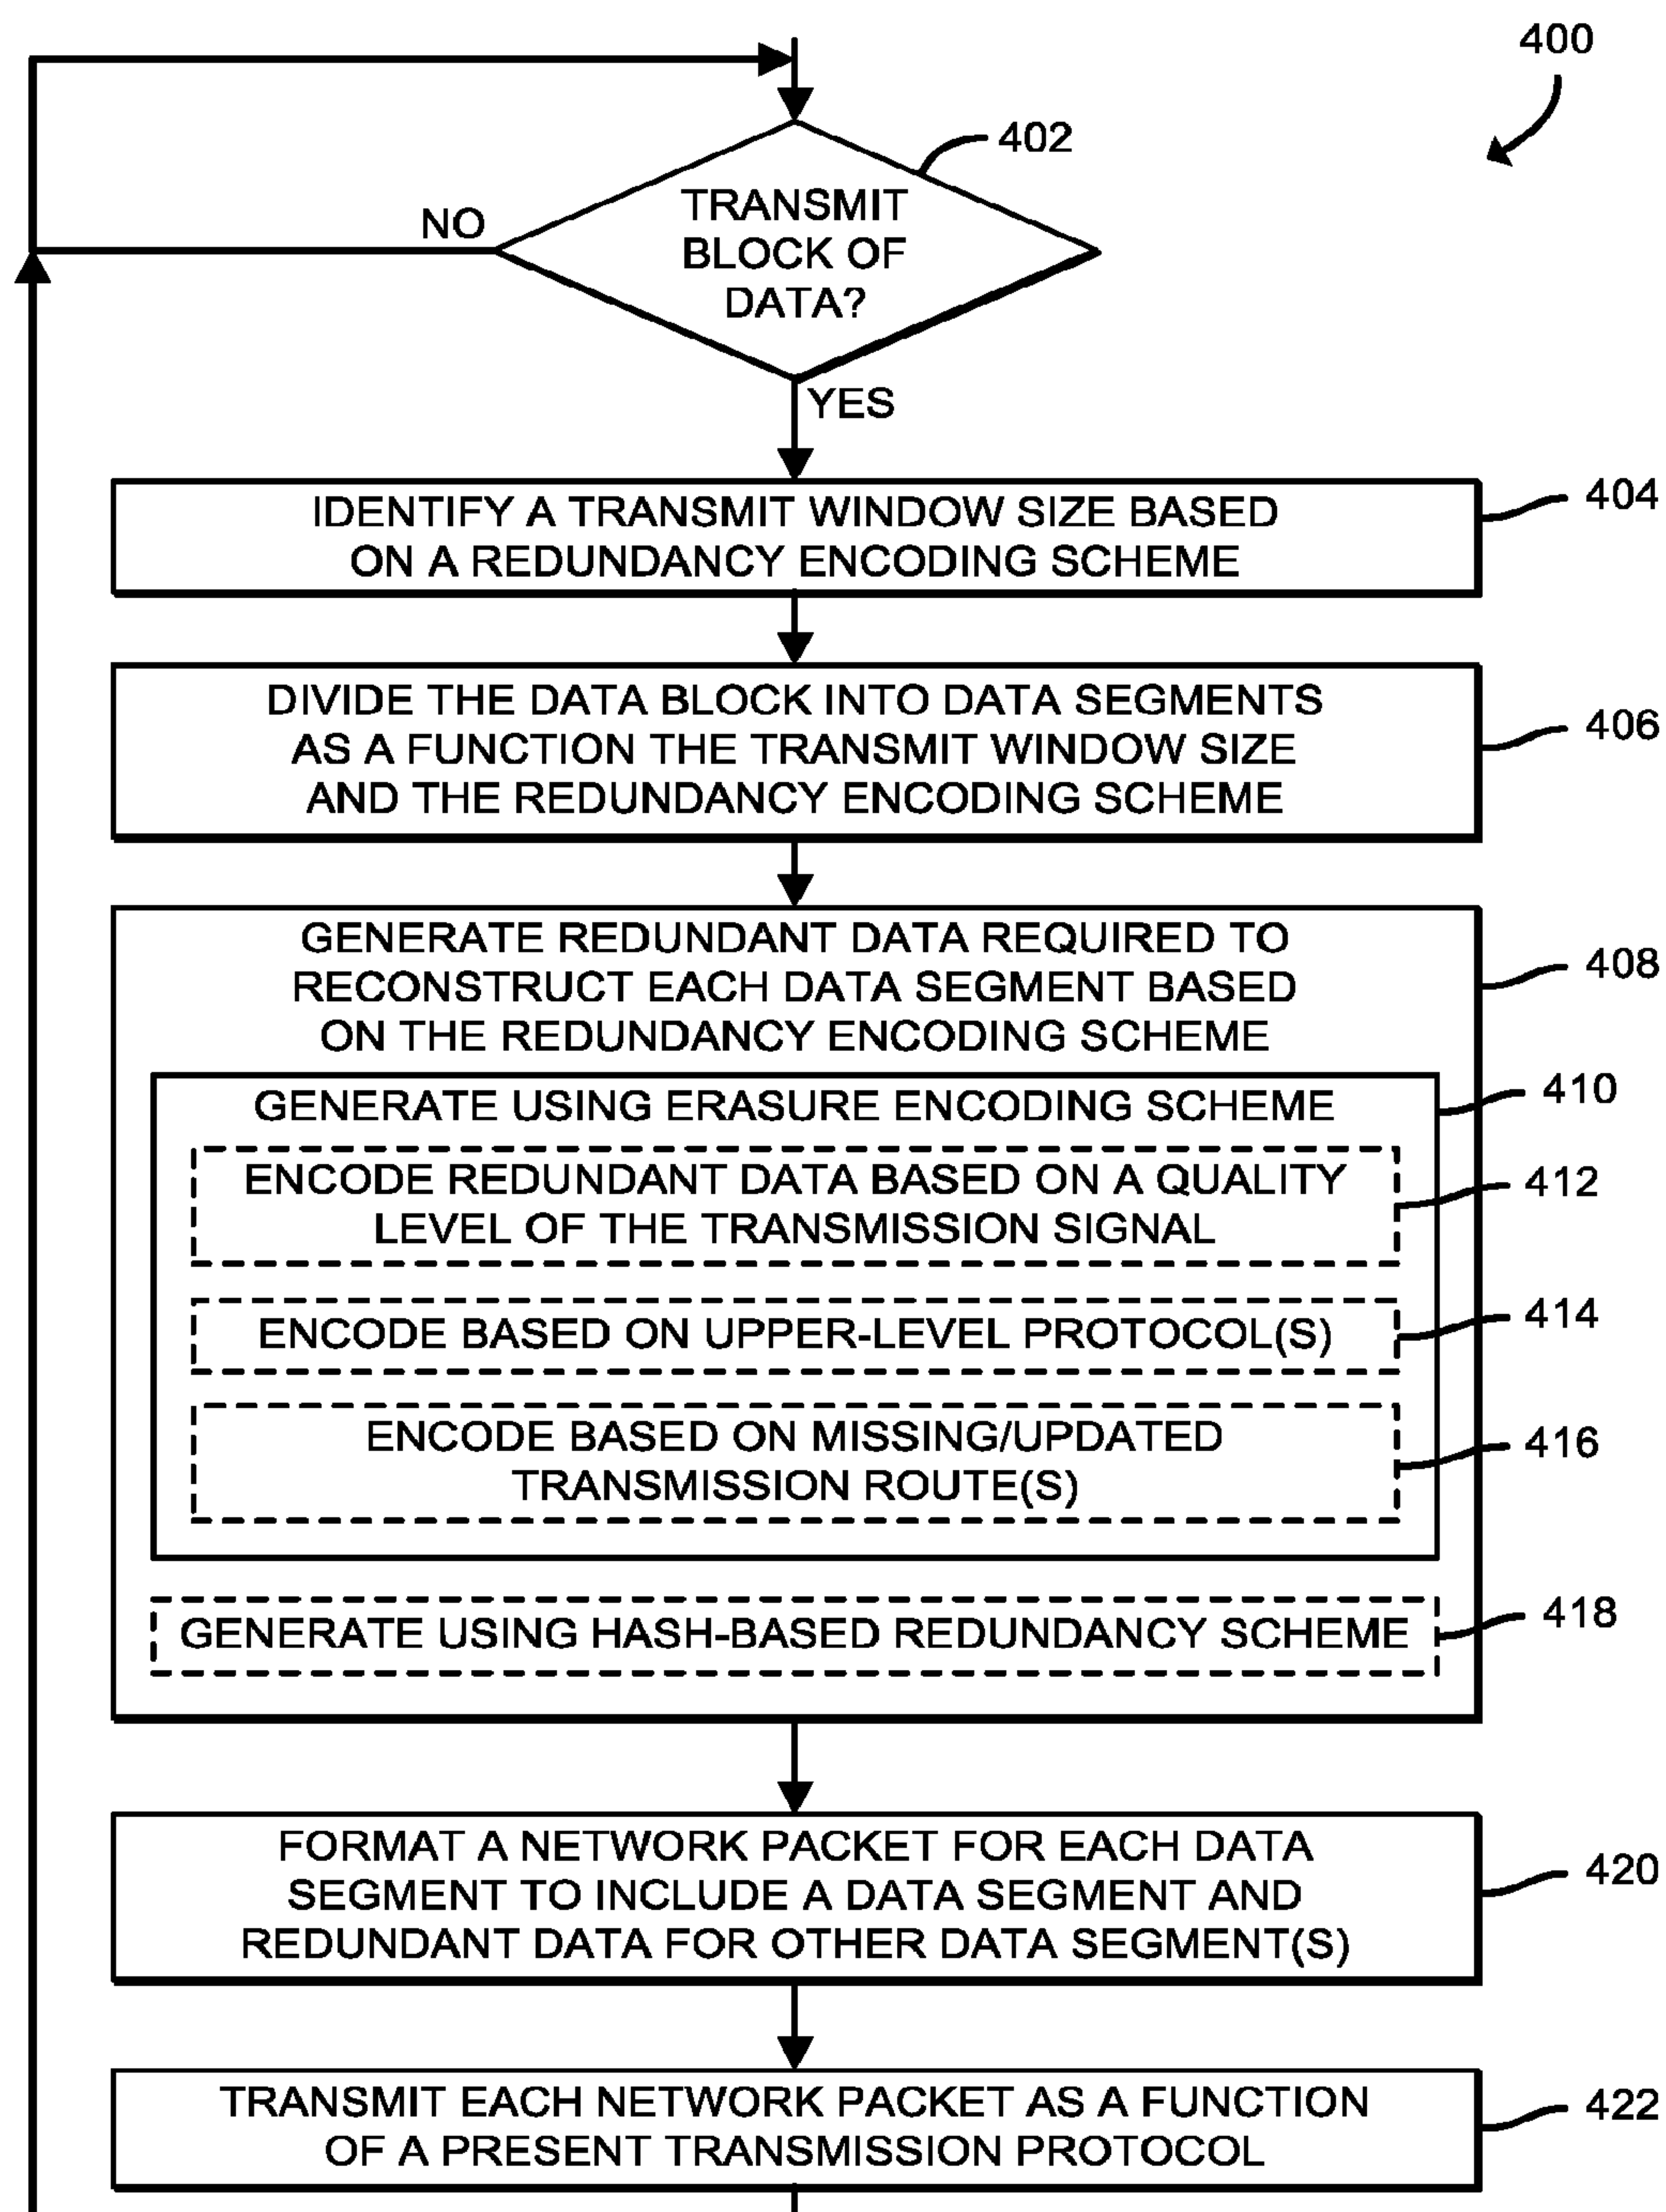 400
402
TRANSMIT
BLOCK OF
DATA?
NO
YES
IDENTIFY A TRANSMIT WINDOW SIZE BASED
ON A REDUNDANCY ENCODING SCHEME
404
DIVIDE THE DATA BLOCK INTO DATA SEGMENTS
AS A FUNCTION THE TRANSMIT WINDOW SIZE
AND THE REDUNDANCY ENCODING SCHEME
406
GENERATE REDUNDANT DATA REQUIRED TO
RECONSTRUCT EACH DATA SEGMENT BASED
ON THE REDUNDANCY ENCODING SCHEME
408
GENERATE USING ERASURE ENCODING SCHEME
410
ENCODE REDUNDANT DATA BASED ON A QUALITY
LEVEL OF THE TRANSMISSION SIGNAL
412
ENCODE BASED ON UPPER-LEVEL PROTOCOL(S)
414
ENCODE BASED ON MISSING/UPDATED
TRANSMISSION ROUTE(S)
416
GENERATE USING HASH-BASED REDUNDANCY SCHEME
418
FORMAT A NETWORK PACKET FOR EACH DATA
SEGMENT TO INCLUDE A DATA SEGMENT AND
REDUNDANT DATA FOR OTHER DATA SEGMENT(S)
420
TRANSMIT EACH NETWORK PACKET AS A FUNCTION
OF A PRESENT TRANSMISSION PROTOCOL
422